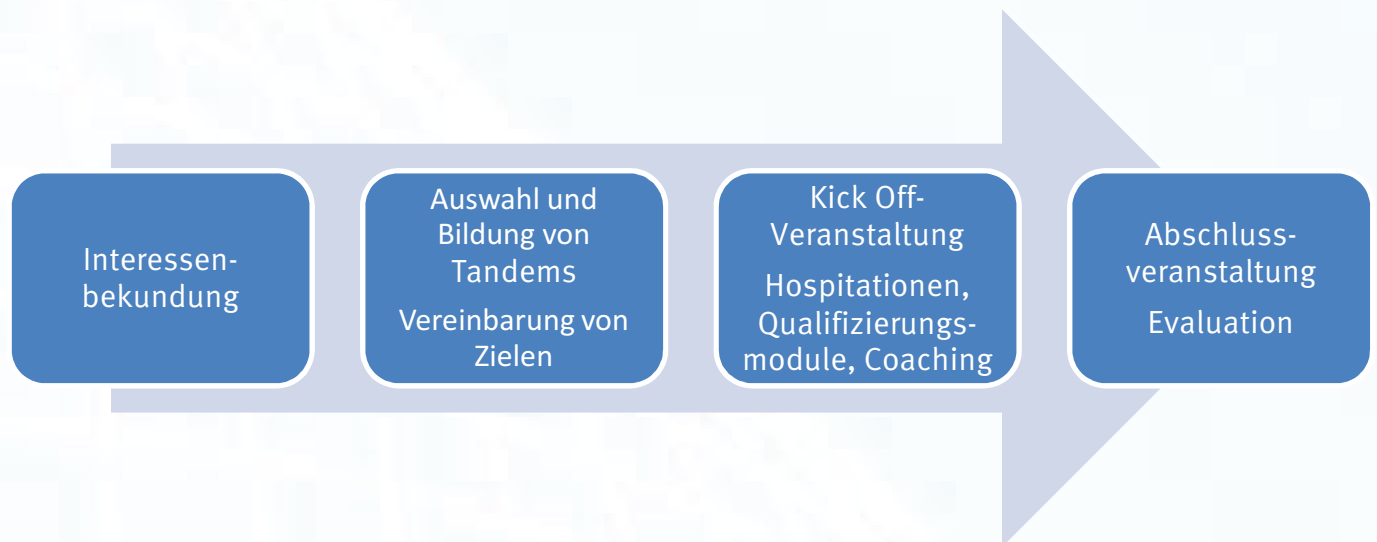 Interessen-
bekundung
Auswahl und
Bildung von
Tandems
Vereinbarung von
Zielen
Kick Off-
Veranstaltung
Hospitationen,
Qualifizierungs-
module, Coaching
Abschluss-
veranstaltung
Evaluation